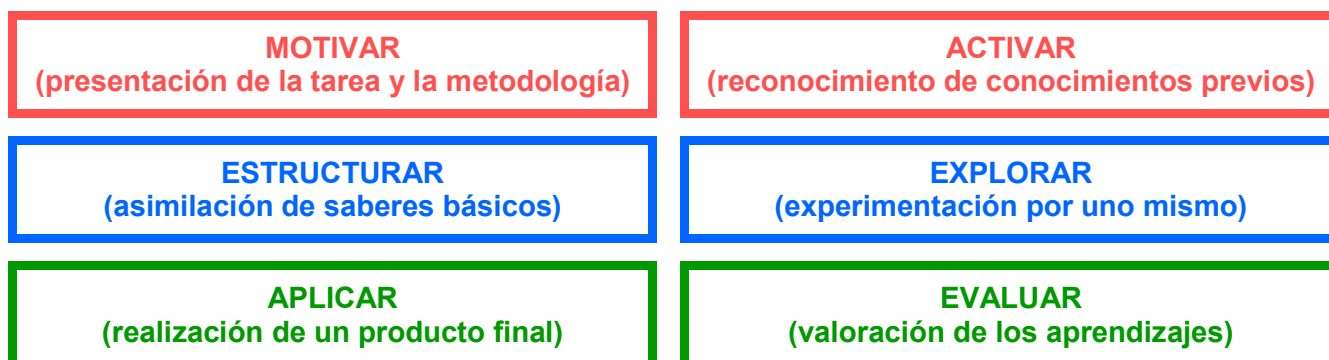 MOTIVAR
(presentación de la tarea y la metodología)
ACTIVAR
(reconocimiento de conocimientos previos)
ESTRUCTURAR
(asimilación de saberes básicos)
EXPLORAR
(experimentación por uno mismo)
APLICAR
(realización de un producto final)
EVALUAR
(valoración de los aprendizajes)